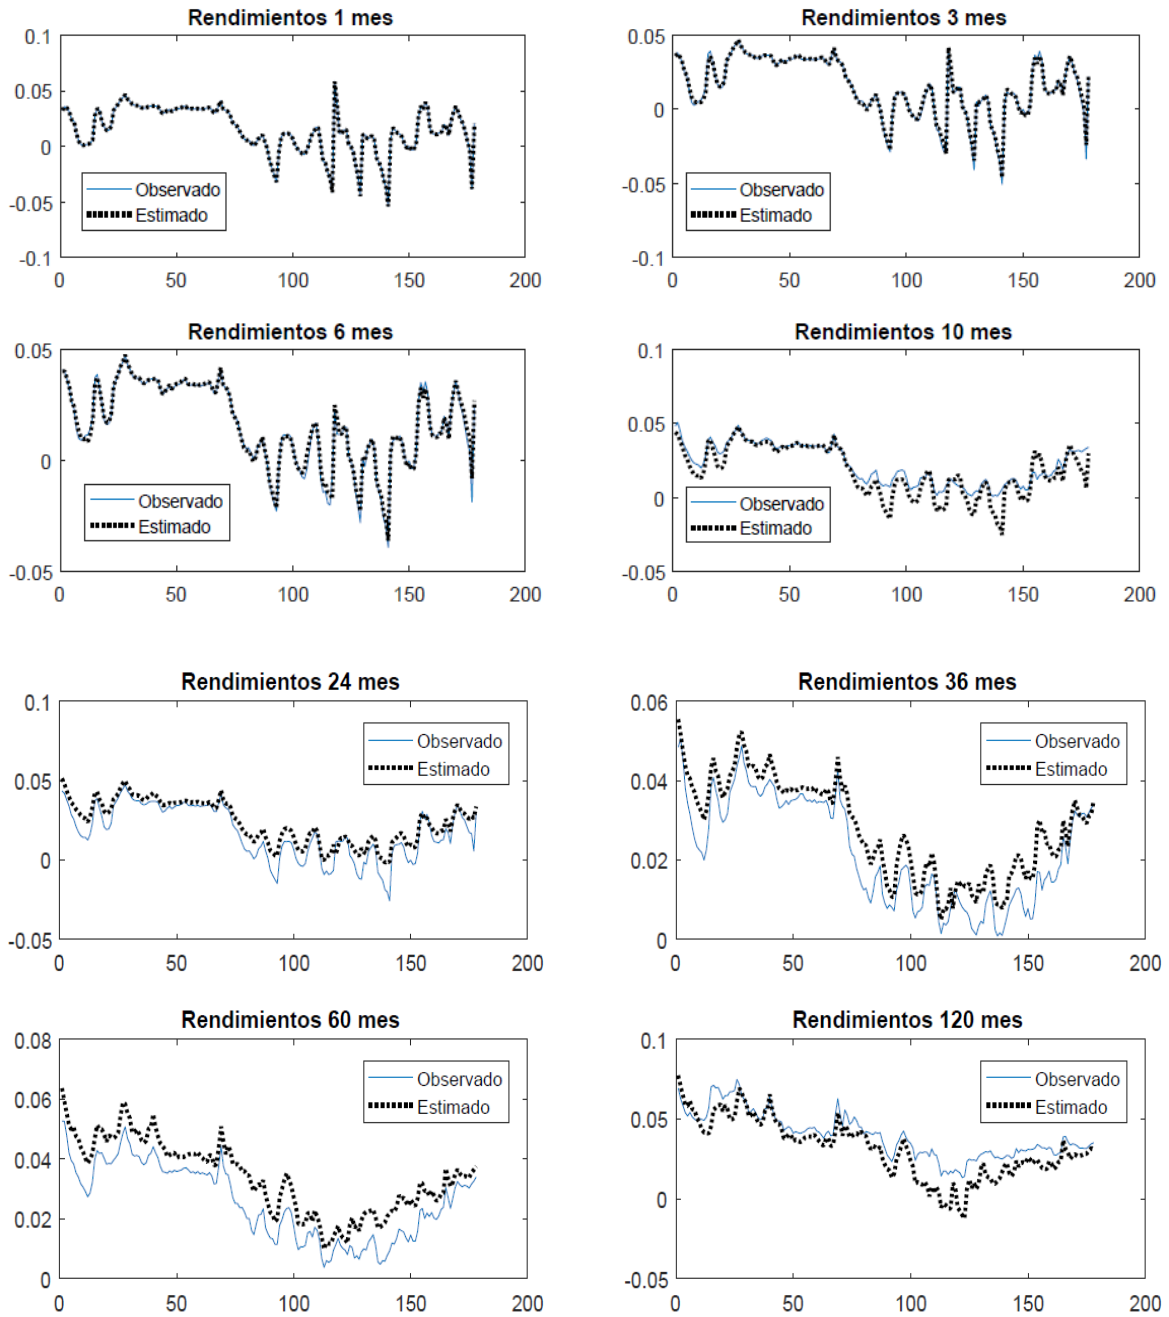 Rendimientos 1 mes
0.1
0.05
0
-0.05
-0.1
Observado
Estimado
0 50 100 150 200
Rendimientos 3 mes
0.05
0
-0.05
-0.1
Observado
Estimado
0 50 100 150 200
Rendimientos 6 mes
0.05
0
-0.05
Observado
Estimado
0 50 100 150 200
Rendimientos 10 mes
0.1
0.05
0
-0.05
Observado
Estimado
0 50 100 150 200
Rendimientos 24 mes
0.1
0.05
0
-0.05
Observado
Estimado
0 50 100 150 200
Rendimientos 36 mes
0.06
0.04
0.02
0
Observado
Estimado
0 50 100 150 200
Rendimientos 60 mes
0.08
0.06
0.04
0.02
0
Observado
Estimado
0 50 100 150 200
Rendimientos 120 mes
0.1
0.05
0
-0.05
Observado
Estimado
0 50 100 150 200